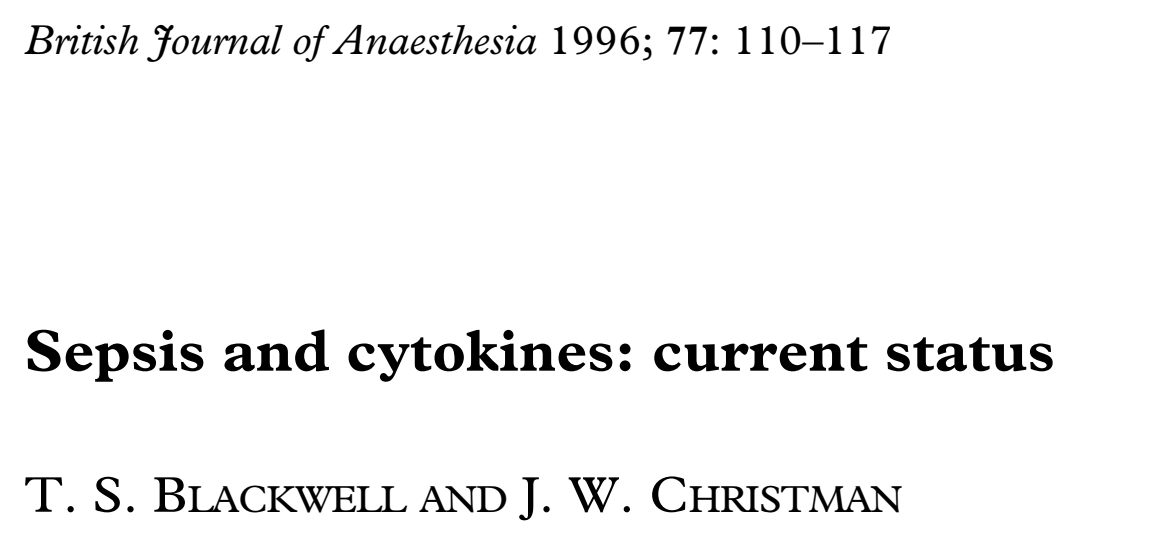 British Journal of Anaesthesia 1996; 77: 110–117
Sepsis and cytokines: current status
T. S. BLACKWELL AND J. W. CHRISTMAN